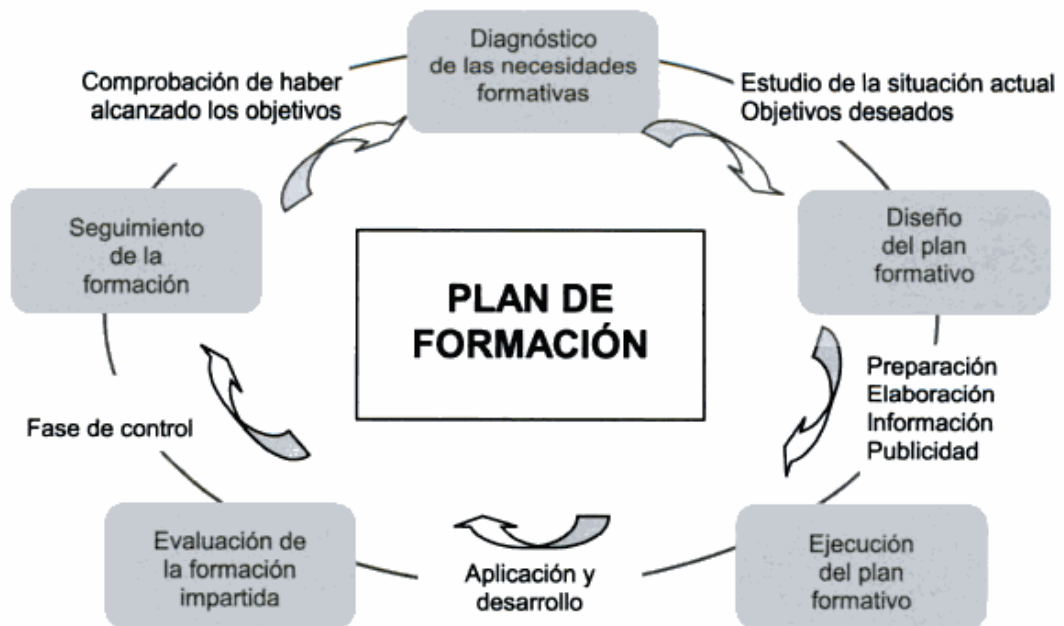 Diagnóstico
de las necesidades
formativas
Estudio de la situación actual
Objetivos deseados
Diseño
del plan
formativo
Preparación
Elaboración
Información
Publicidad
Ejecución
del plan
formativo
Aplicación y
desarrollo
Evaluación de
la formación
impartida
Fase de control
Seguimiento
de la
formación
Comprobación de haber
alcanzado los objetivos
PLAN DE
FORMACIÓN